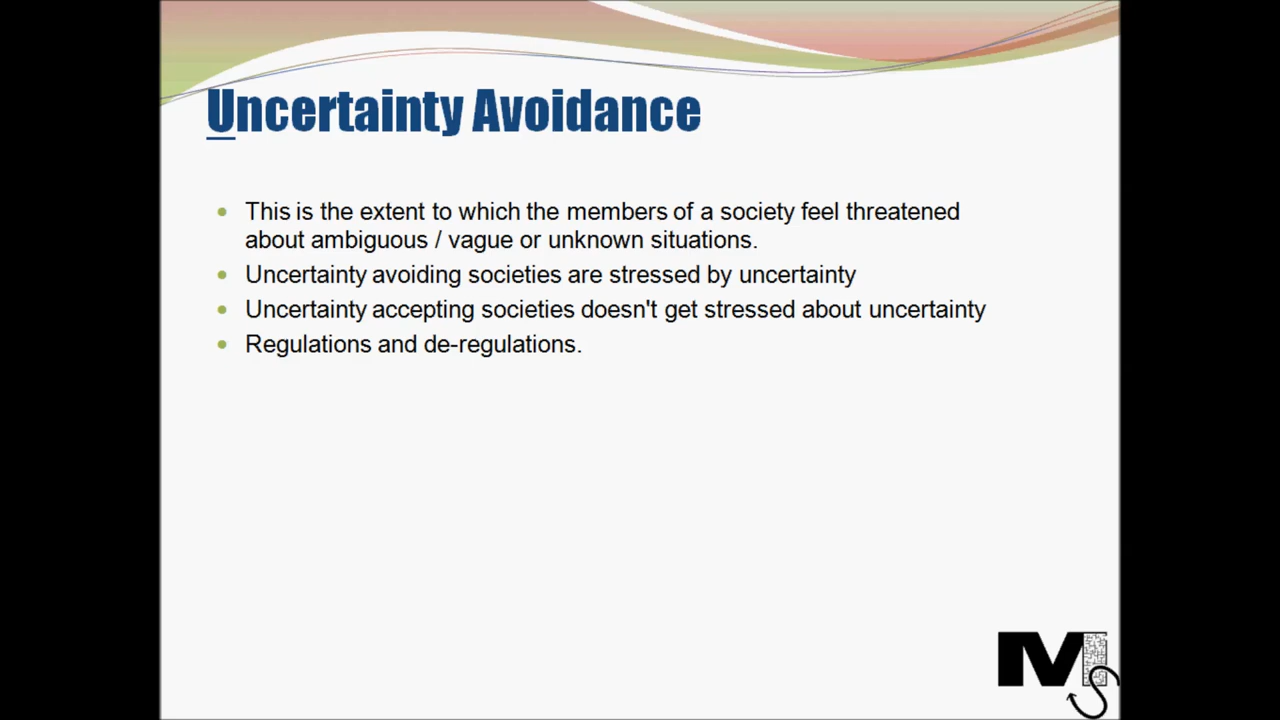 Uncertainty Avoidance
• This is the extent to which the members of a society feel threatened
about ambiguous / vague or unknown situations.
• Uncertainty avoiding societies are stressed by uncertainty
• Uncertainty accepting societies doesn't get stressed about uncertainty
• Regulations and de-regulations.
MS